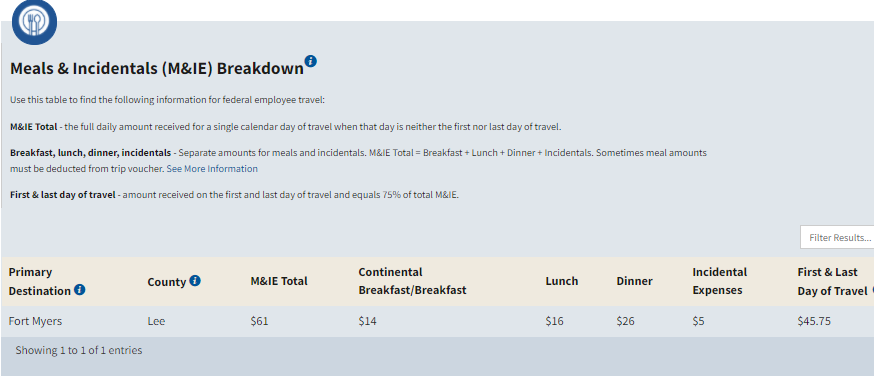 Meals & Incidentals (M&IE) Breakdown
Use this table to find the following information for federal employee travel:
M&IE Total - the full daily amount received for a single calendar day of travel when that day is neither the first nor last day of travel.
Breakfast, lunch, dinner, incidentals - Separate amounts for meals and incidentals. M&IE Total = Breakfast + Lunch + Dinner + Incidentals. Sometimes meal amounts
must be deducted from trip voucher. See More Information
First & last day of travel - amount received on the first and last day of travel and equals 75% of total M&IE.
Filter Results...
Primary Destination County M&IE Total Continental Breakfast/Breakfast Lunch Dinner Incidental Expenses First & Last Day of Travel
Fort Myers Lee $61 $14 $16 $26 $5 $45.75
Showing 1 to 1 of 1 entries